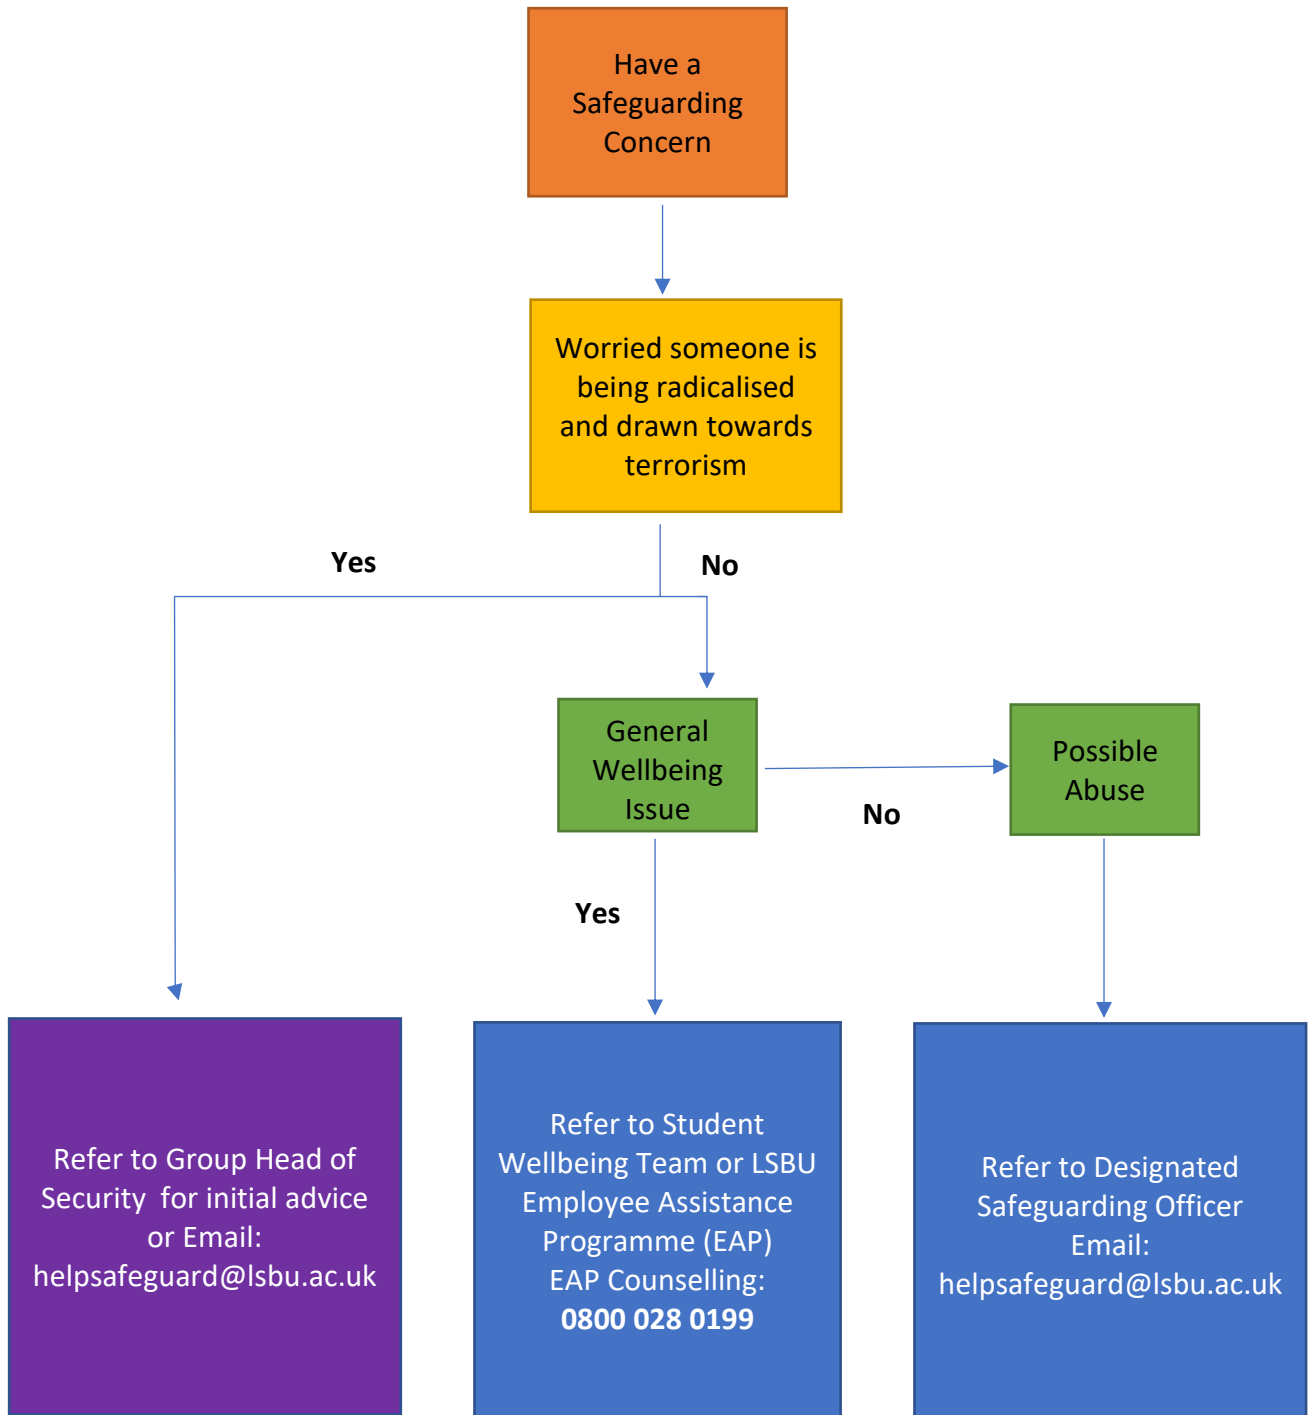 Have a
Safeguarding
Concern
Worried someone is
being radicalised
and drawn towards
terrorism
Yes
No
General
Wellbeing
Issue
No
Possible
Abuse
Yes
Refer to Group Head of
Security  for initial advice
or Email:
helpsafeguard@lsbu.ac.uk
Refer to Student
Wellbeing Team or LSBU
Employee Assistance
Programme (EAP)
EAP Counselling:
0800 028 0199
Refer to Designated
Safeguarding Officer
Email:
helpsafeguard@lsbu.ac.uk